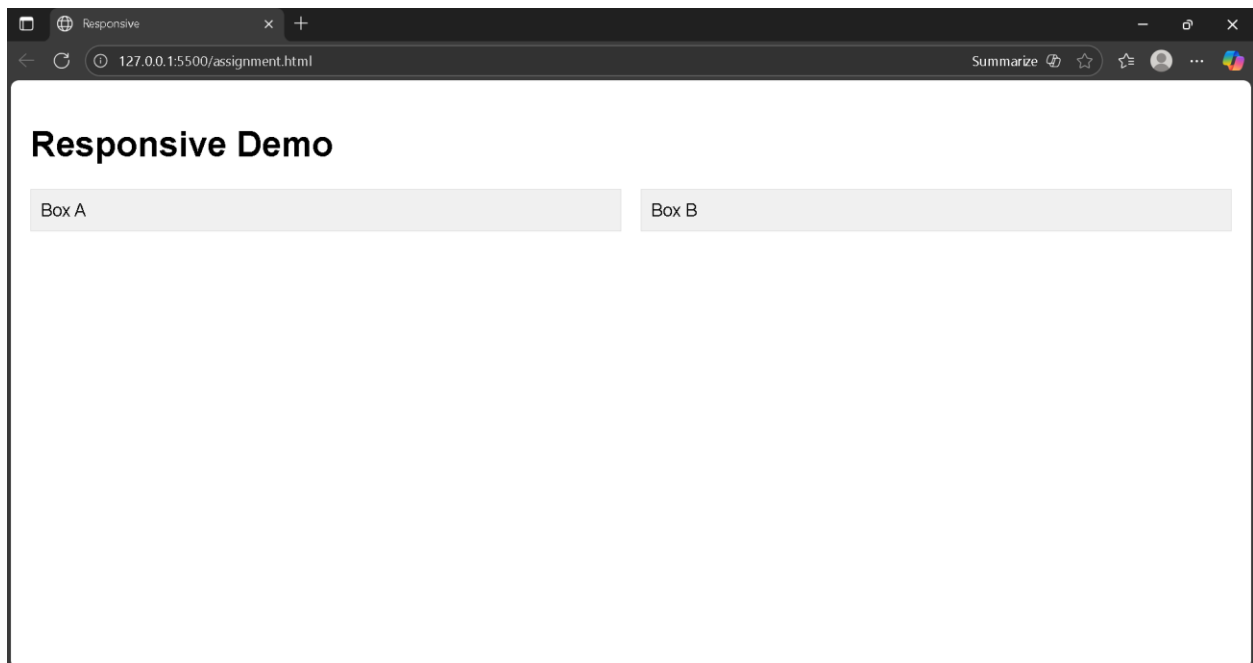 Responsive
127.0.0.1:5500/assignment.html Summarize
Responsive Demo
Box A Box B